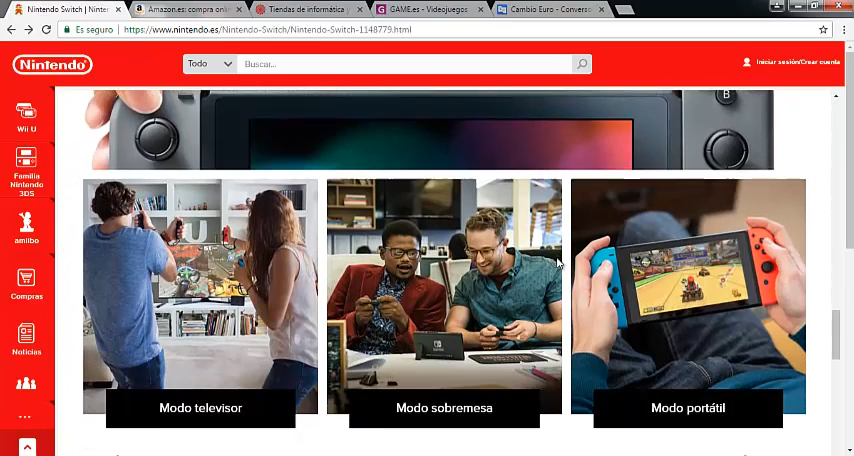 Nintendo Switch | Ninten
Amazon.es: compra onlin
Tiendas de informática y
GAME.es - Videojuegos
Cambio Euro - Converso
Es seguro
https://www.nintendo.es/Nintendo-Switch/Nintendo-Switch-1148779.html
Nintendo
Todo
Buscar...
Iniciar sesión/Crear cuenta
Wii U
Familia
Nintendo
3DS
amiibo
Compras
Noticias
...
B
U
Modo televisor
Modo sobremesa
Modo portátil